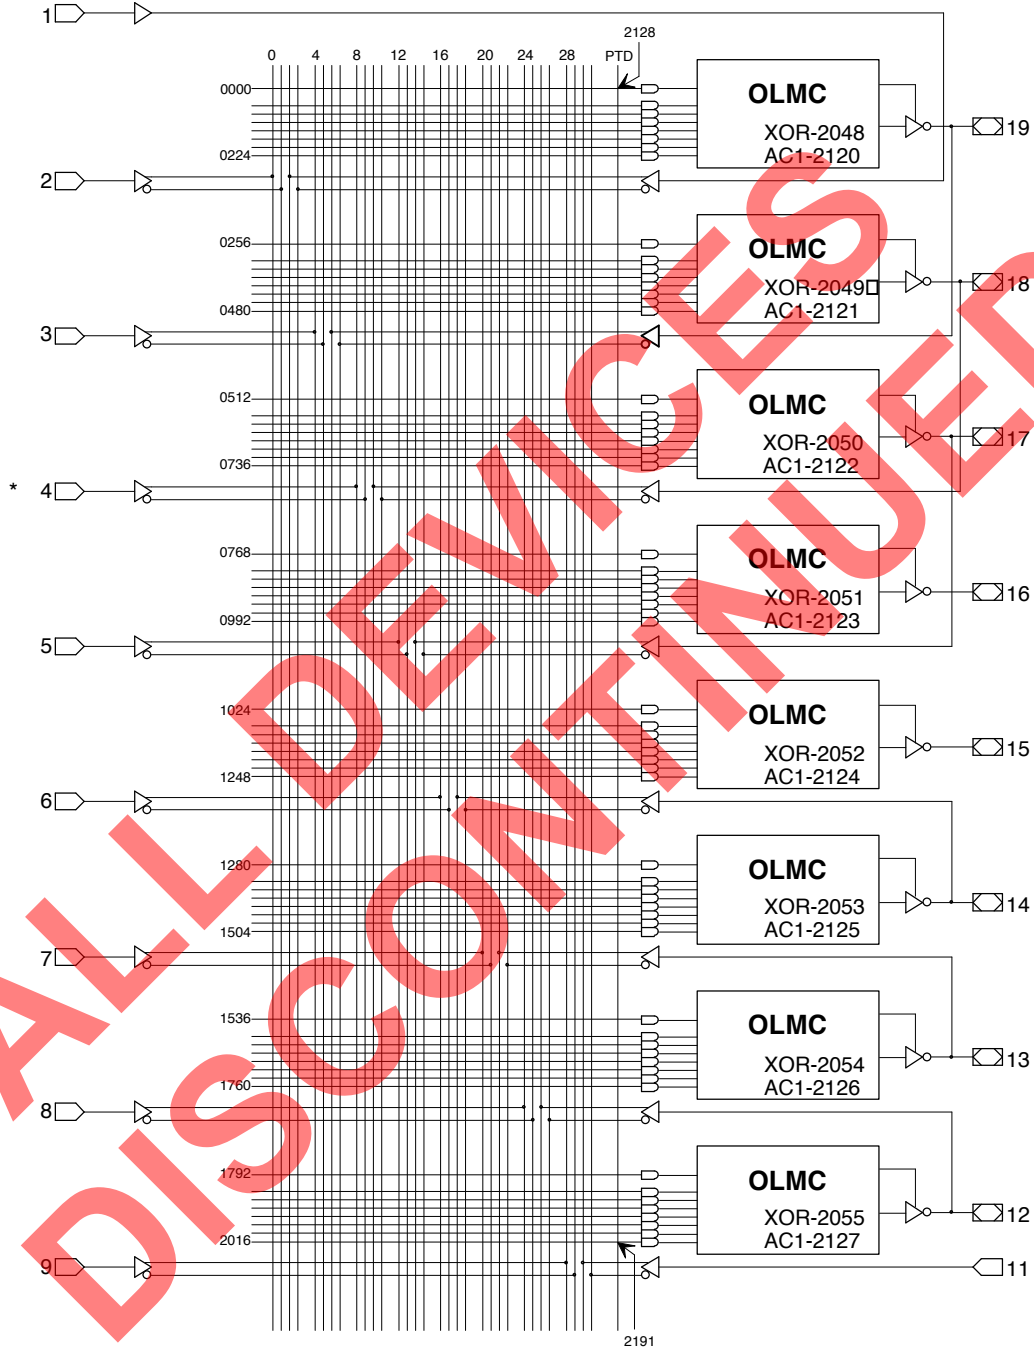 1
2128
0 4 8 12 16 20 24 28 PTD
0000
OLMC
XOR-2048
AC1-2120
19
0224
2
0256
OLMC
XOR-2049
AC1-2121
18
0480
3
0512
OLMC
XOR-2050
AC1-2122
17
0736
* 4
0768
OLMC
XOR-2051
AC1-2123
16
0992
5
1024
OLMC
XOR-2052
AC1-2124
15
1248
6
1280
OLMC
XOR-2053
AC1-2125
14
1504
7
1536
OLMC
XOR-2054
AC1-2126
13
1760
8
1792
OLMC
XOR-2055
AC1-2127
12
2016
9
11
2191
ALL DEVICES
DISCONTINUED